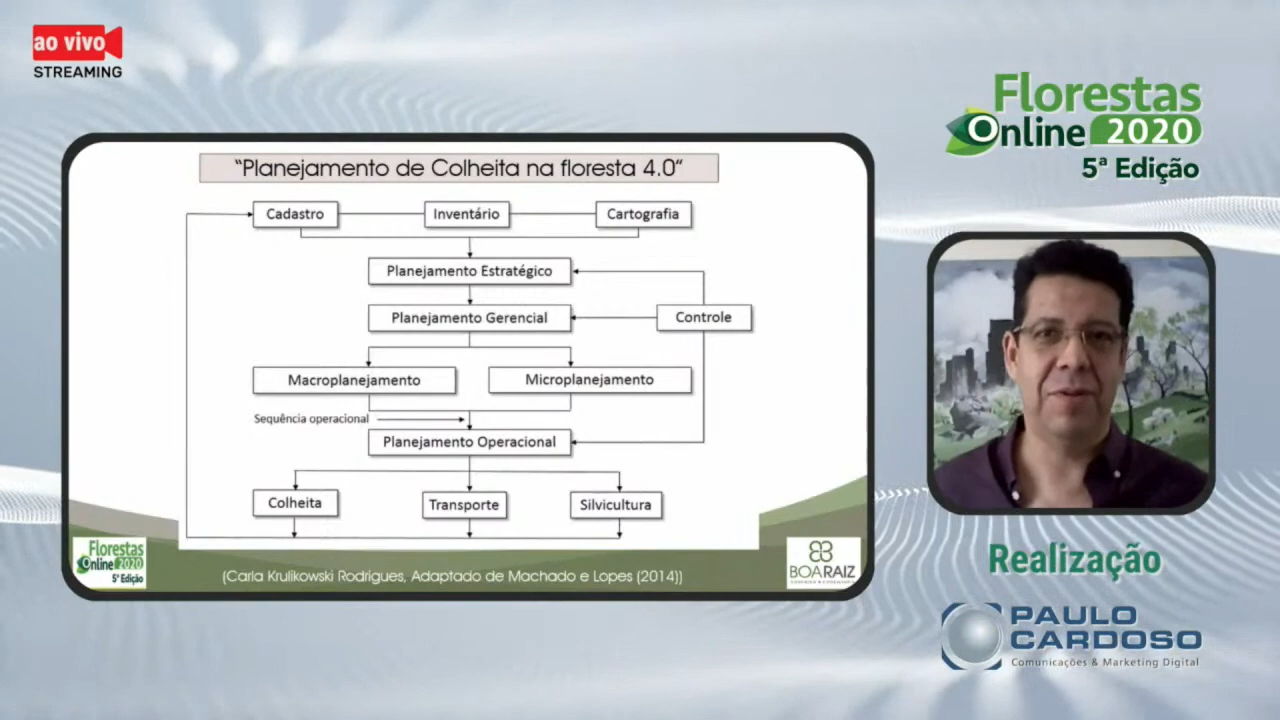 ao vivo
STREAMING
Florestas
Online 2020
5ª Edição
“Planejamento de Colheita na floresta 4.0”
Cadastro
Inventário
Cartografia
Planejamento Estratégico
Planejamento Gerencial
Controle
Macroplanejamento
Microplanejamento
Sequência operacional
Planejamento Operacional
Colheita
Transporte
Silvicultura
Florestas
Online 2020
5ª Edição
(Carla Krulikowski Rodrigues, Adaptado de Machado e Lopes (2014))
BOARAIZ
Realização
PAULO
CARDOSO
Comunicações & Marketing Digital